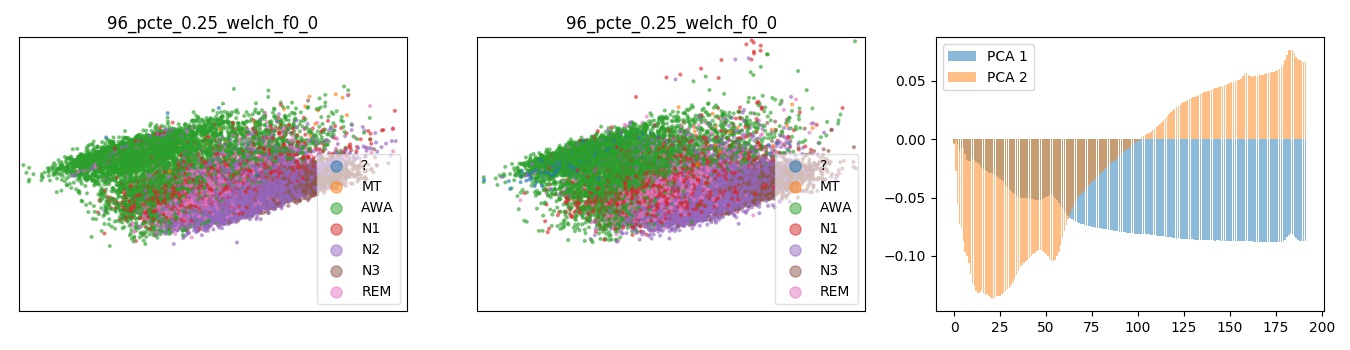 96_pcte_0.25_welch_f0_0
?
MT
AWA
N1
N2
N3
REM
96_pcte_0.25_welch_f0_0
?
MT
AWA
N1
N2
N3
REM
PCA 1
PCA 2
0.05
0.00
−0.05
−0.10
0 25 50 75 100 125 150 175 200